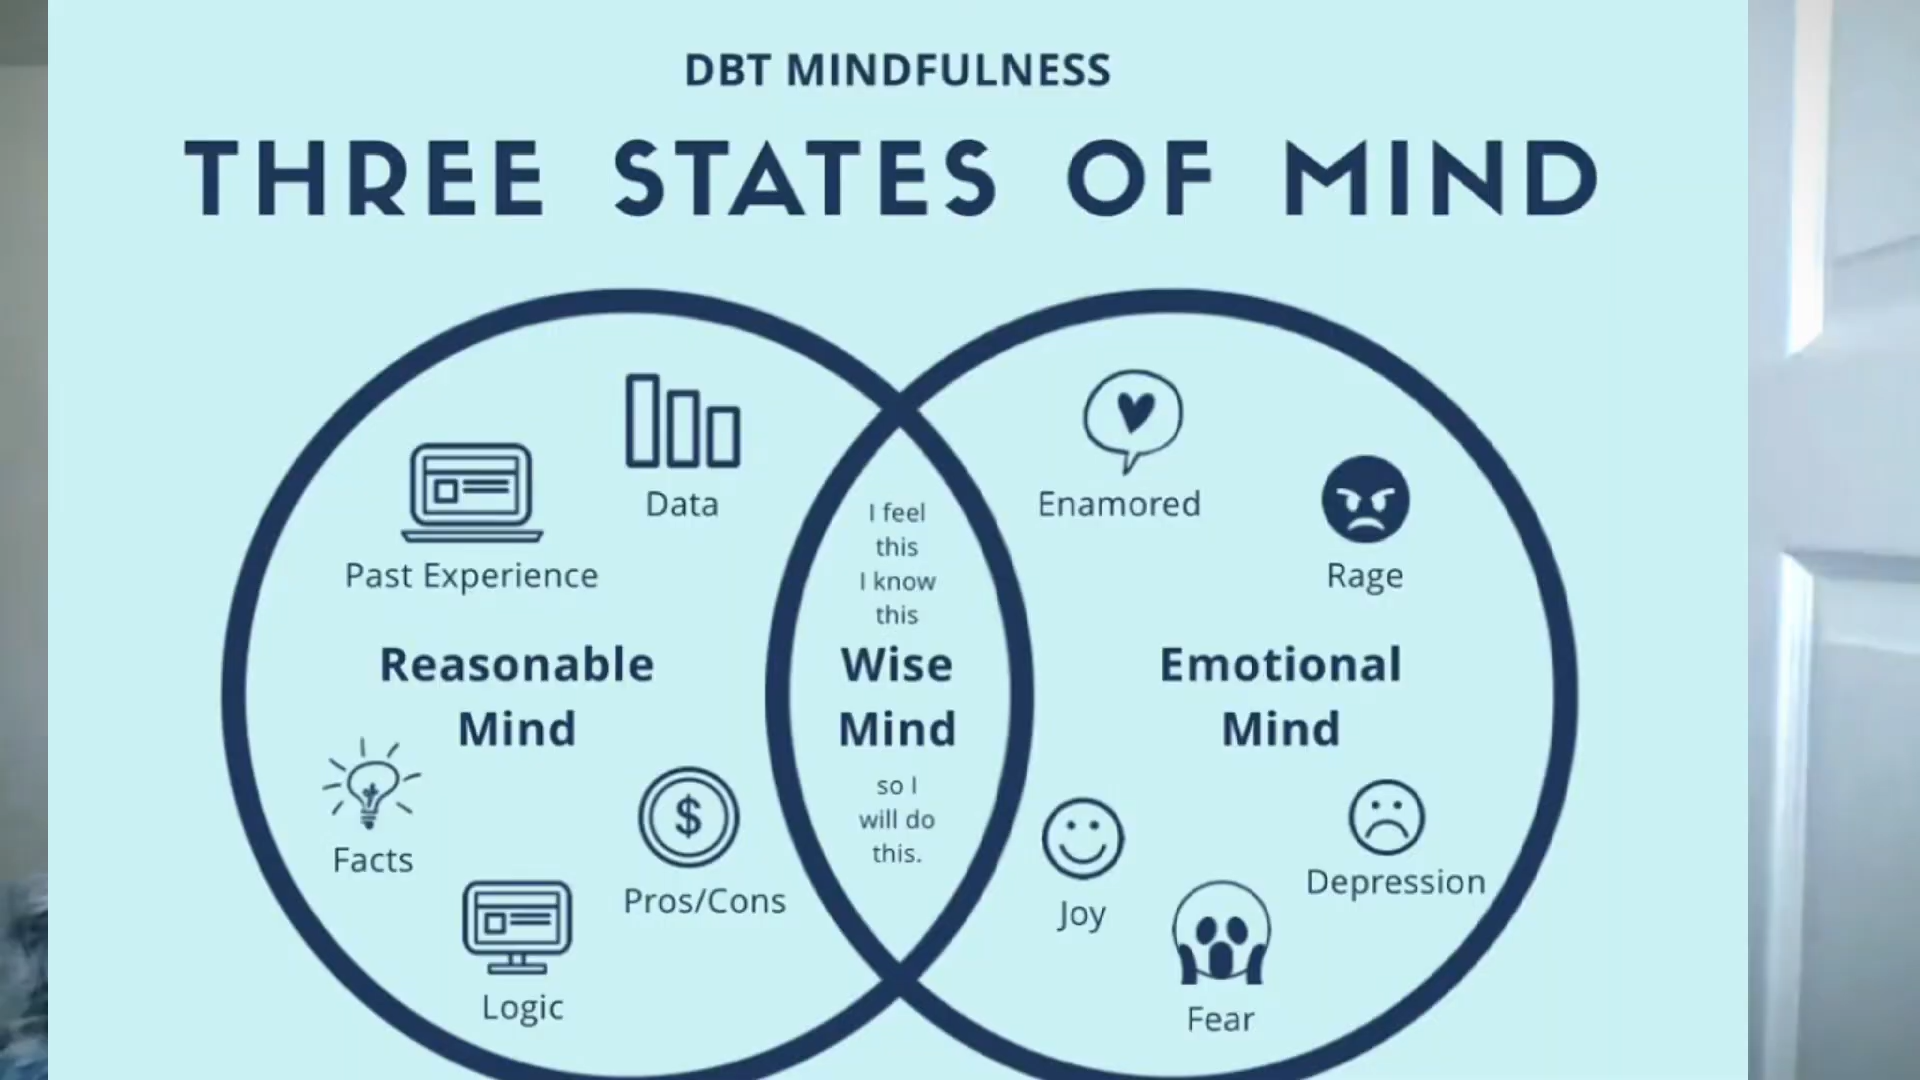 DBT MINDFULNESS
THREE STATES OF MIND
Data
Past Experience
Reasonable
Mind
Facts
Pros/Cons
Logic
I feel
this
I know
this
Wise
Mind
so I
will do
this.
Enamored
Rage
Emotional
Mind
Joy
Depression
Fear
$